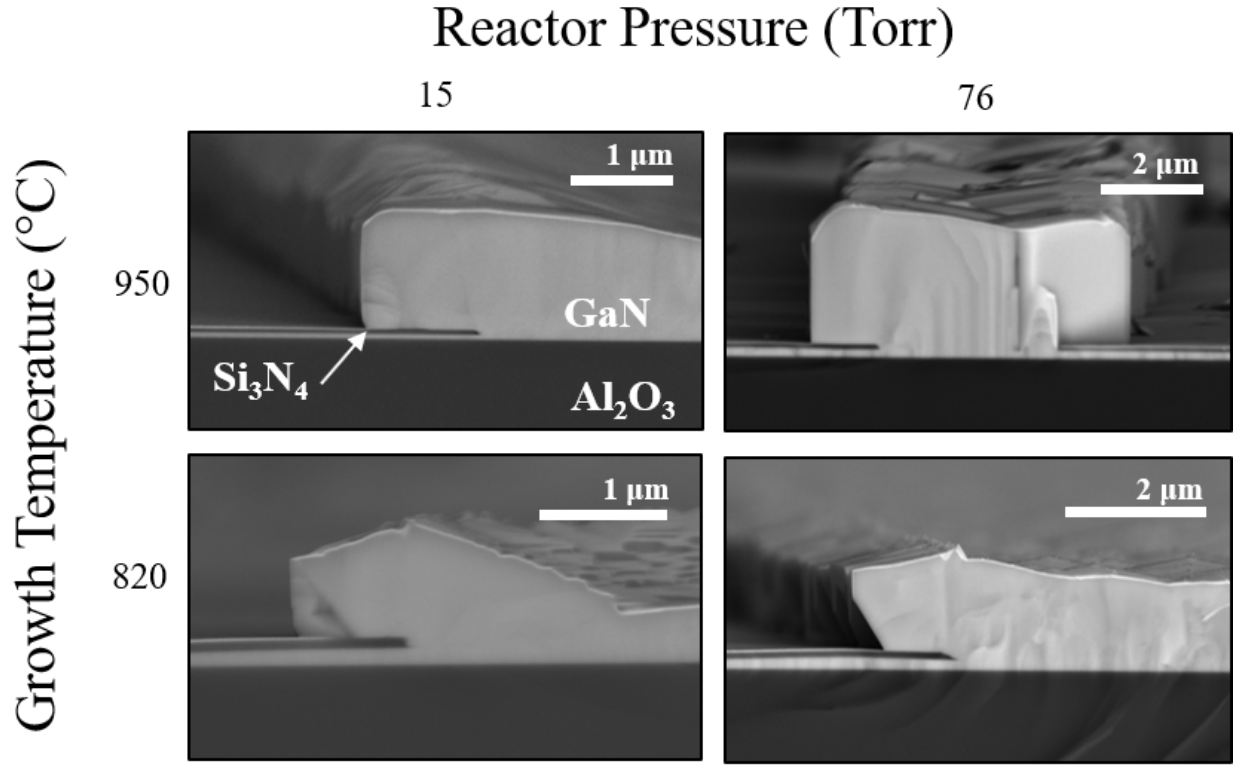 Reactor Pressure (Torr)
15
76
Growth Temperature (°C)
950
820
1 µm
GaN
Si₃N₄
Al₂O₃
2 µm
1 µm
2 µm